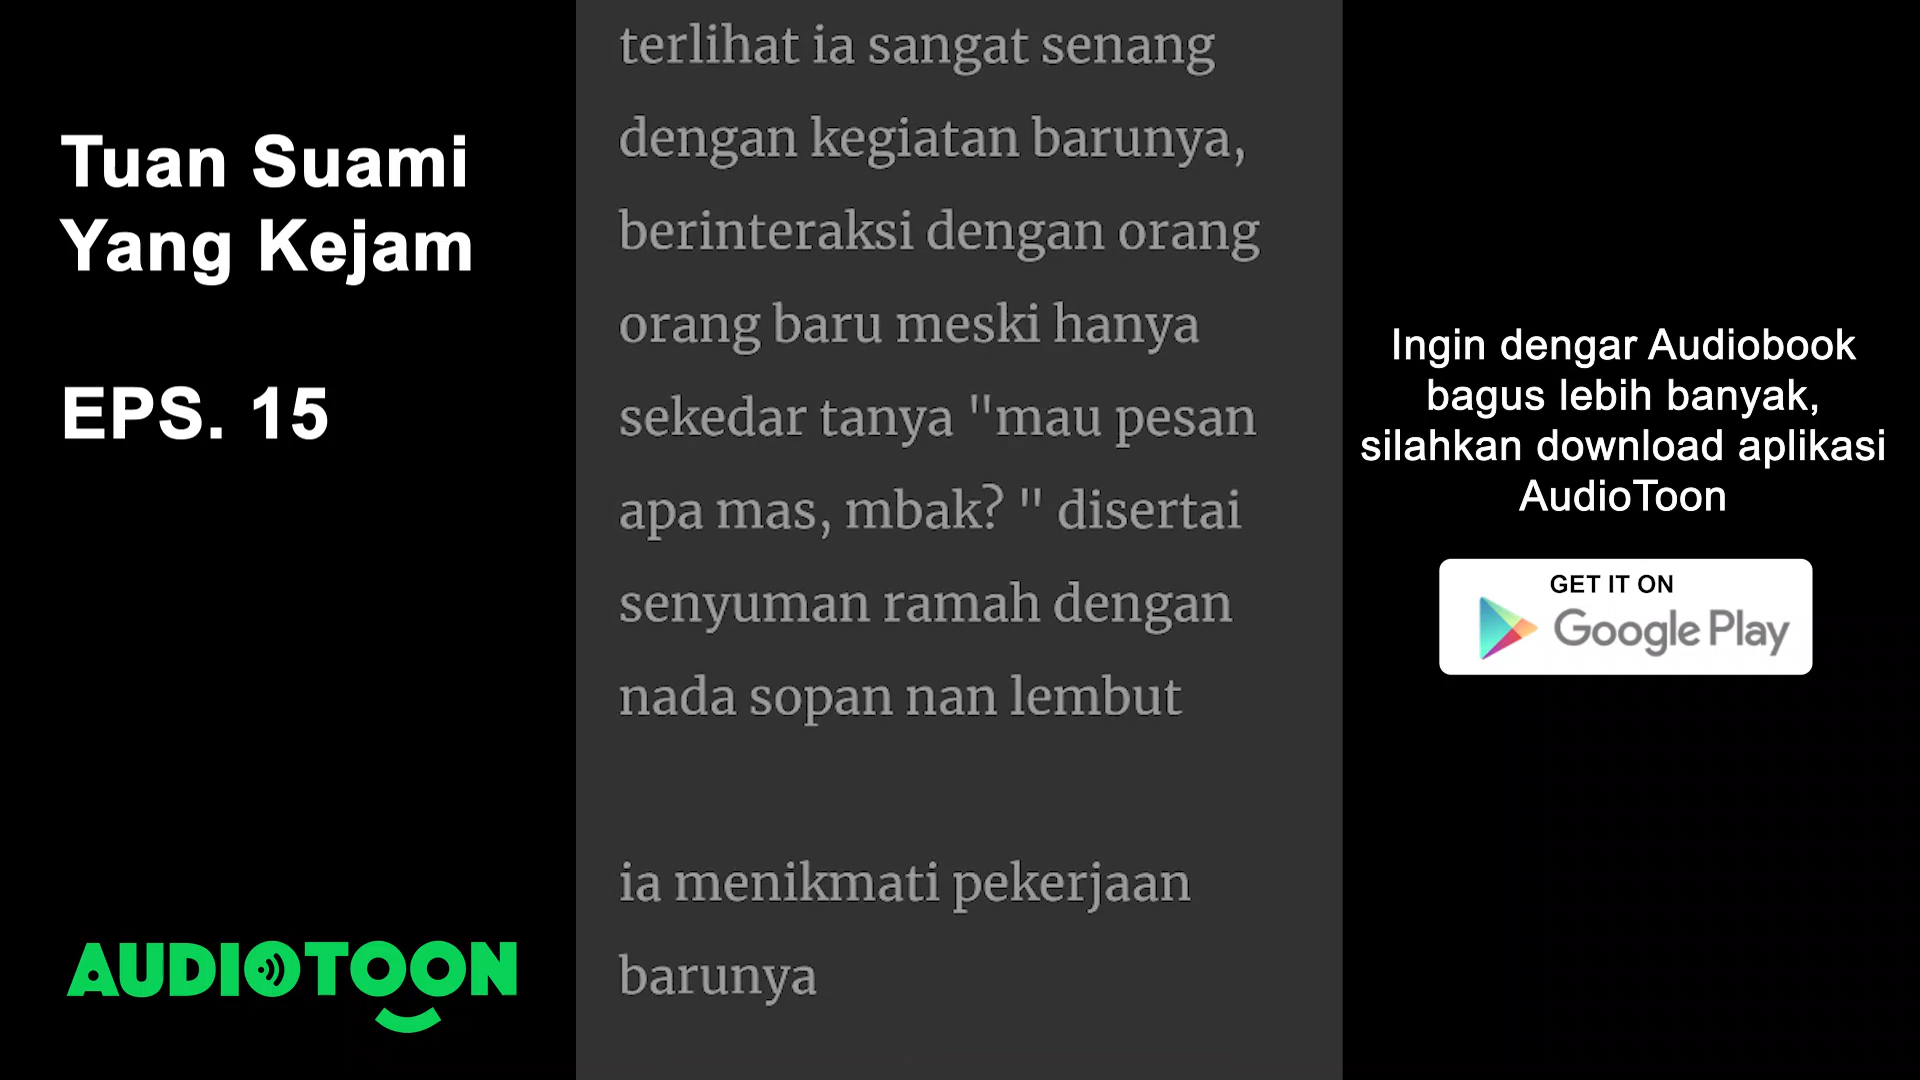 Tuan Suami
Yang Kejam
EPS. 15
AUDIOTOON
terlihat ia sangat senang
dengan kegiatan barunya,
berinteraksi dengan orang
orang baru meski hanya
sekedar tanya "mau pesan
apa mas, mbak? " disertai
senyuman ramah dengan
nada sopan nan lembut
ia menikmati pekerjaan
barunya
Ingin dengar Audiobook
bagus lebih banyak,
silahkan download aplikasi
AudioToon
GET IT ON
Google Play